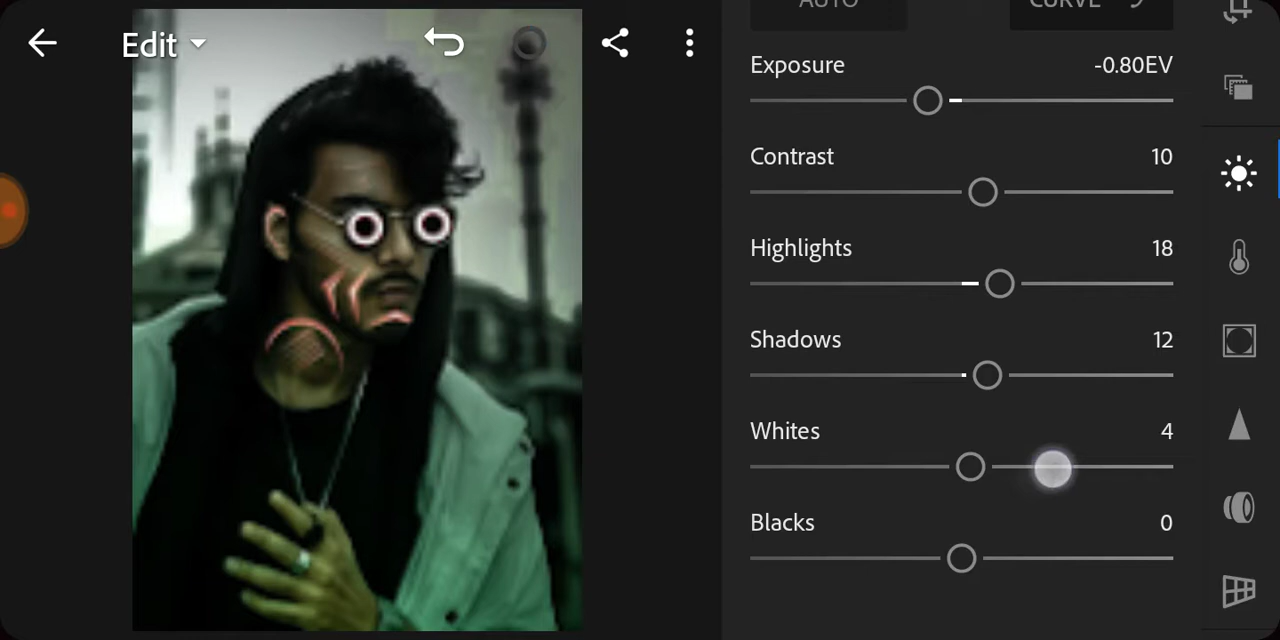 Edit
AUTO
CURVE
Exposure -0.80EV
Contrast 10
Highlights 18
Shadows 12
Whites 4
Blacks 0